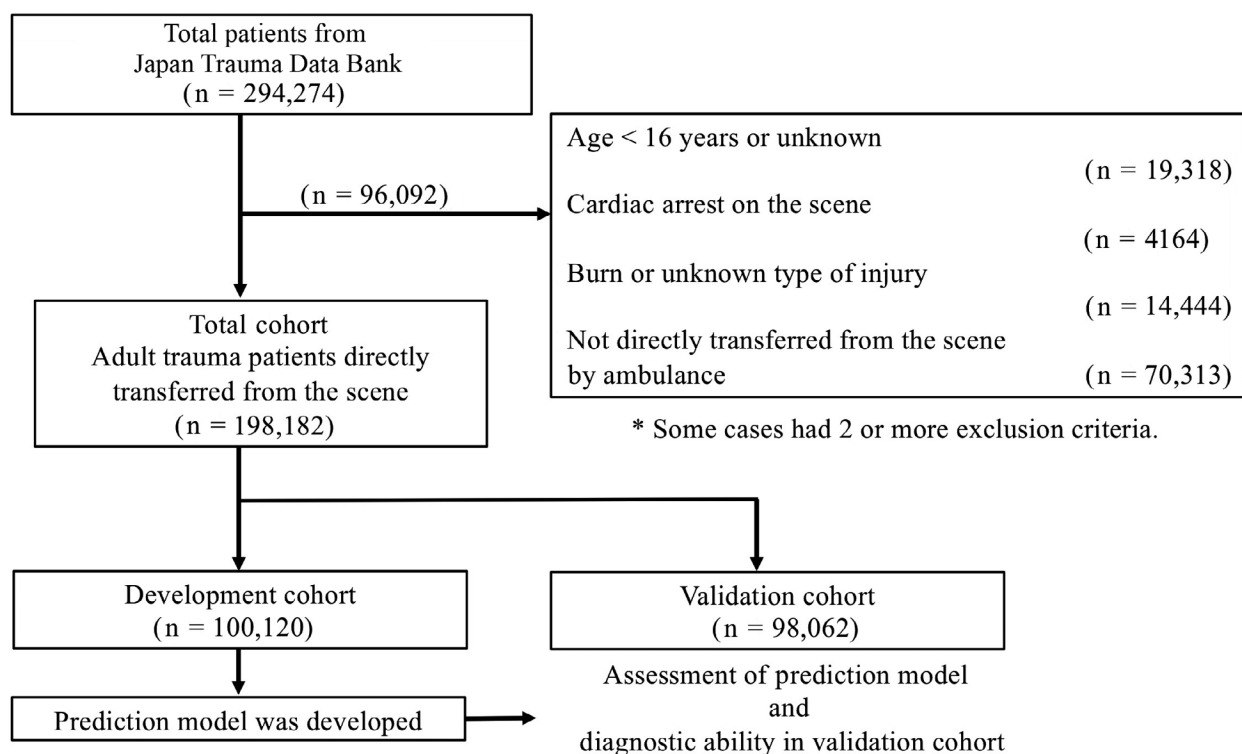 Total patients from
Japan Trauma Data Bank
(n = 294,274)
(n = 96,092)
Age < 16 years or unknown
(n = 19,318)
Cardiac arrest on the scene
(n = 4164)
Burn or unknown type of injury
(n = 14,444)
Not directly transferred from the scene
by ambulance (n = 70,313)
* Some cases had 2 or more exclusion criteria.
Total cohort
Adult trauma patients directly
transferred from the scene
(n = 198,182)
Development cohort
(n = 100,120)
Validation cohort
(n = 98,062)
Prediction model was developed
Assessment of prediction model
and
diagnostic ability in validation cohort